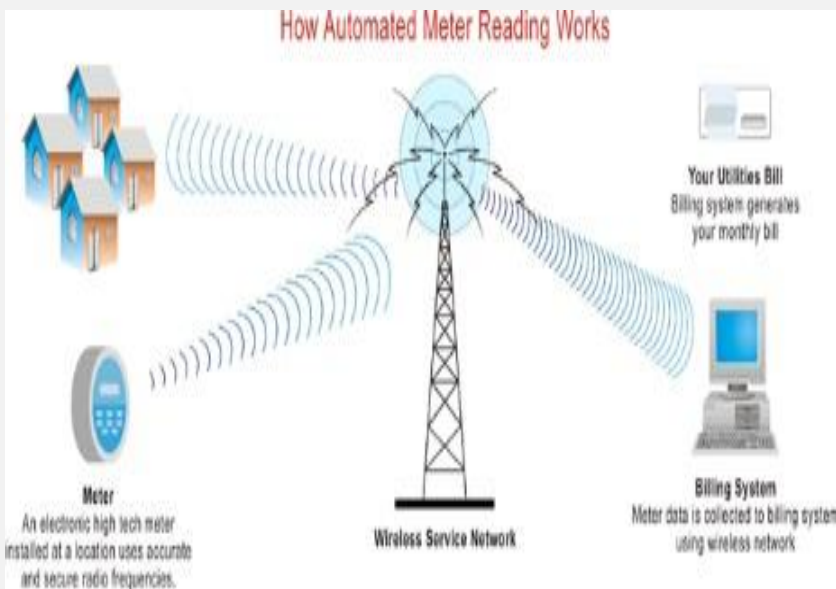 How Automated Meter Reading Works
Your Utilities Bill
Billing system generates
your monthly bill
Meter
An electronic high tech meter
installed at a location uses accurate
and secure radio frequencies.
Wireless Service Network
Billing System
Meter data is collected to billing system
using wireless network